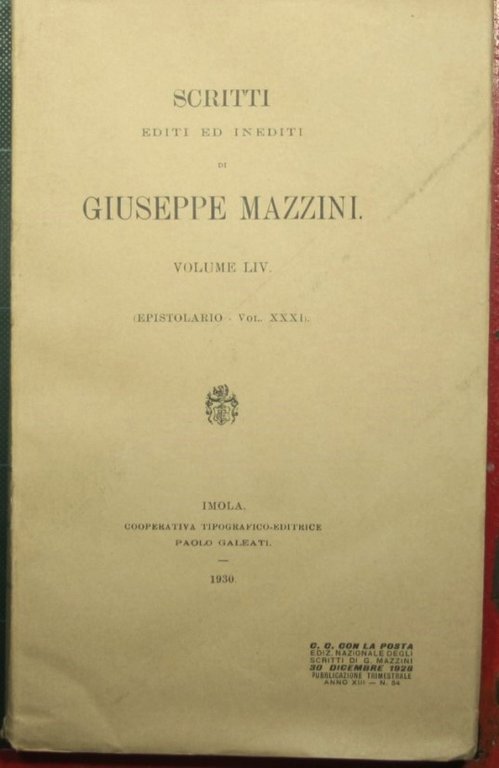 SCRITTI
EDITI ED INEDITI
DI
GIUSEPPE MAZZINI.
VOLUME LIV.
(EPISTOLARIO - VOL. XXXI).
IMOLA.
COOPERATIVA TIPOGRAFICO-EDITRICE
PAOLO GALEATI.
—
1930.
C. C. CON LA POSTA
EDIZ. NAZIONALE DEGLI
SCRITTI DI G. MAZZINI
30 DICEMBRE 1926
PUBBLICAZIONE TRIMESTRALE
ANNO XIII — N. 54